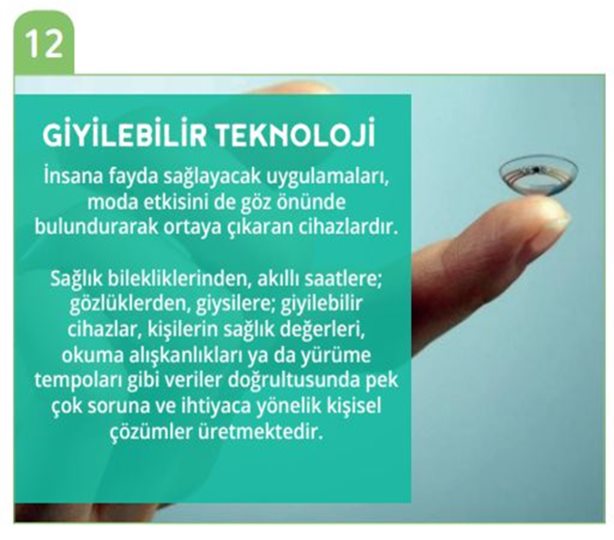 12
GİYİLEBİLİR TEKNOLOJİ
İnsana fayda sağlayacak uygulamaları,
moda etkisini de göz önünde
bulundurarak ortaya çıkaran cihazlardır.
Sağlık bilekliklerinden, akıllı saatlere;
gözlüklerden, giysilere; giyilebilir
cihazlar, kişilerin sağlık değerleri,
okuma alışkanlıkları ya da yürüme
tempoları gibi veriler doğrultusunda pek
çok soruna ve ihtiyaca yönelik kişisel
çözümler üretmektedir.